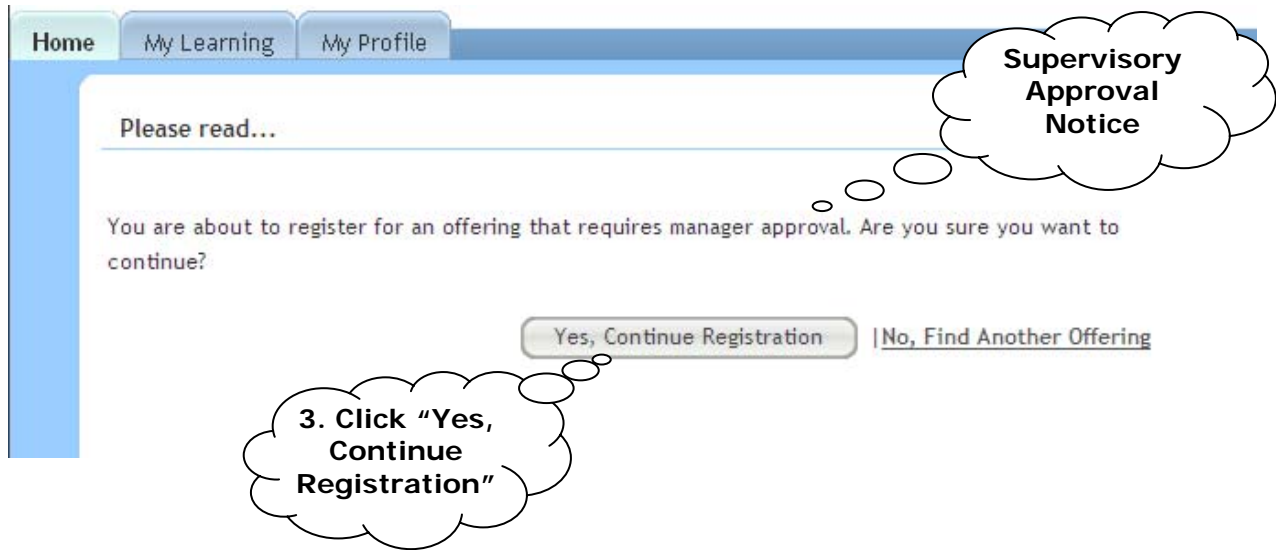 Home My Learning My Profile
Supervisory
Approval
Notice
Please read...
You are about to register for an offering that requires manager approval. Are you sure you want to
continue?
Yes, Continue Registration |No, Find Another Offering
3. Click “Yes,
Continue
Registration”